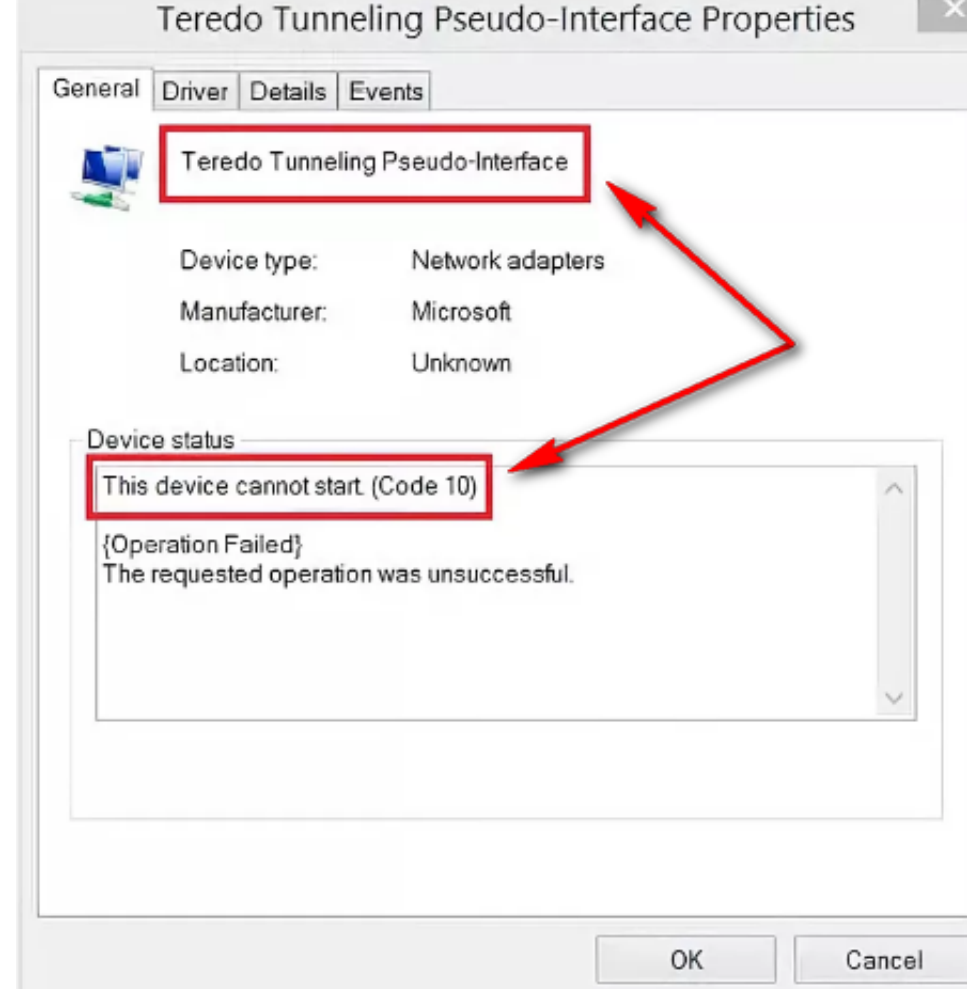 Teredo Tunneling Pseudo-Interface Properties
General Driver Details Events
Teredo Tunneling Pseudo-Interface
Device type: Network adapters
Manufacturer: Microsoft
Location: Unknown
Device status
This device cannot start. (Code 10)
{Operation Failed}
The requested operation was unsuccessful.
OK Cancel